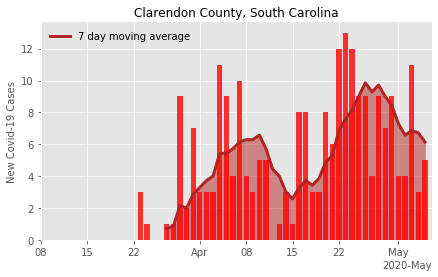 Clarendon County, South Carolina
7 day moving average
New Covid-19 Cases
12
10
8
6
4
2
0
08
15
22
Apr
08
15
22
May
2020-May